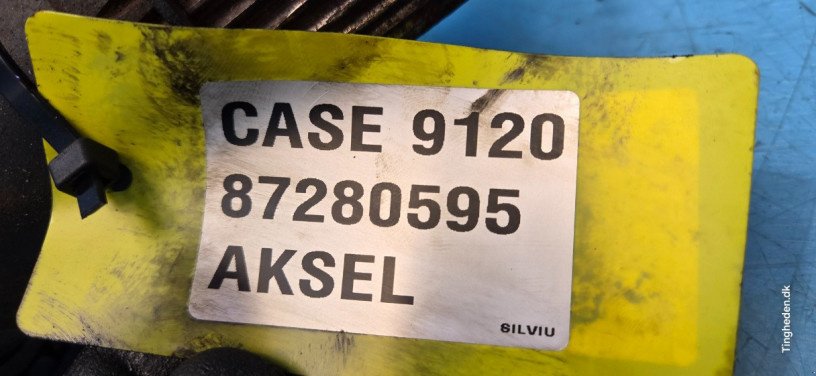 CASE 9120
87280595
AKSEL
SILVIU
Tingheden.dk